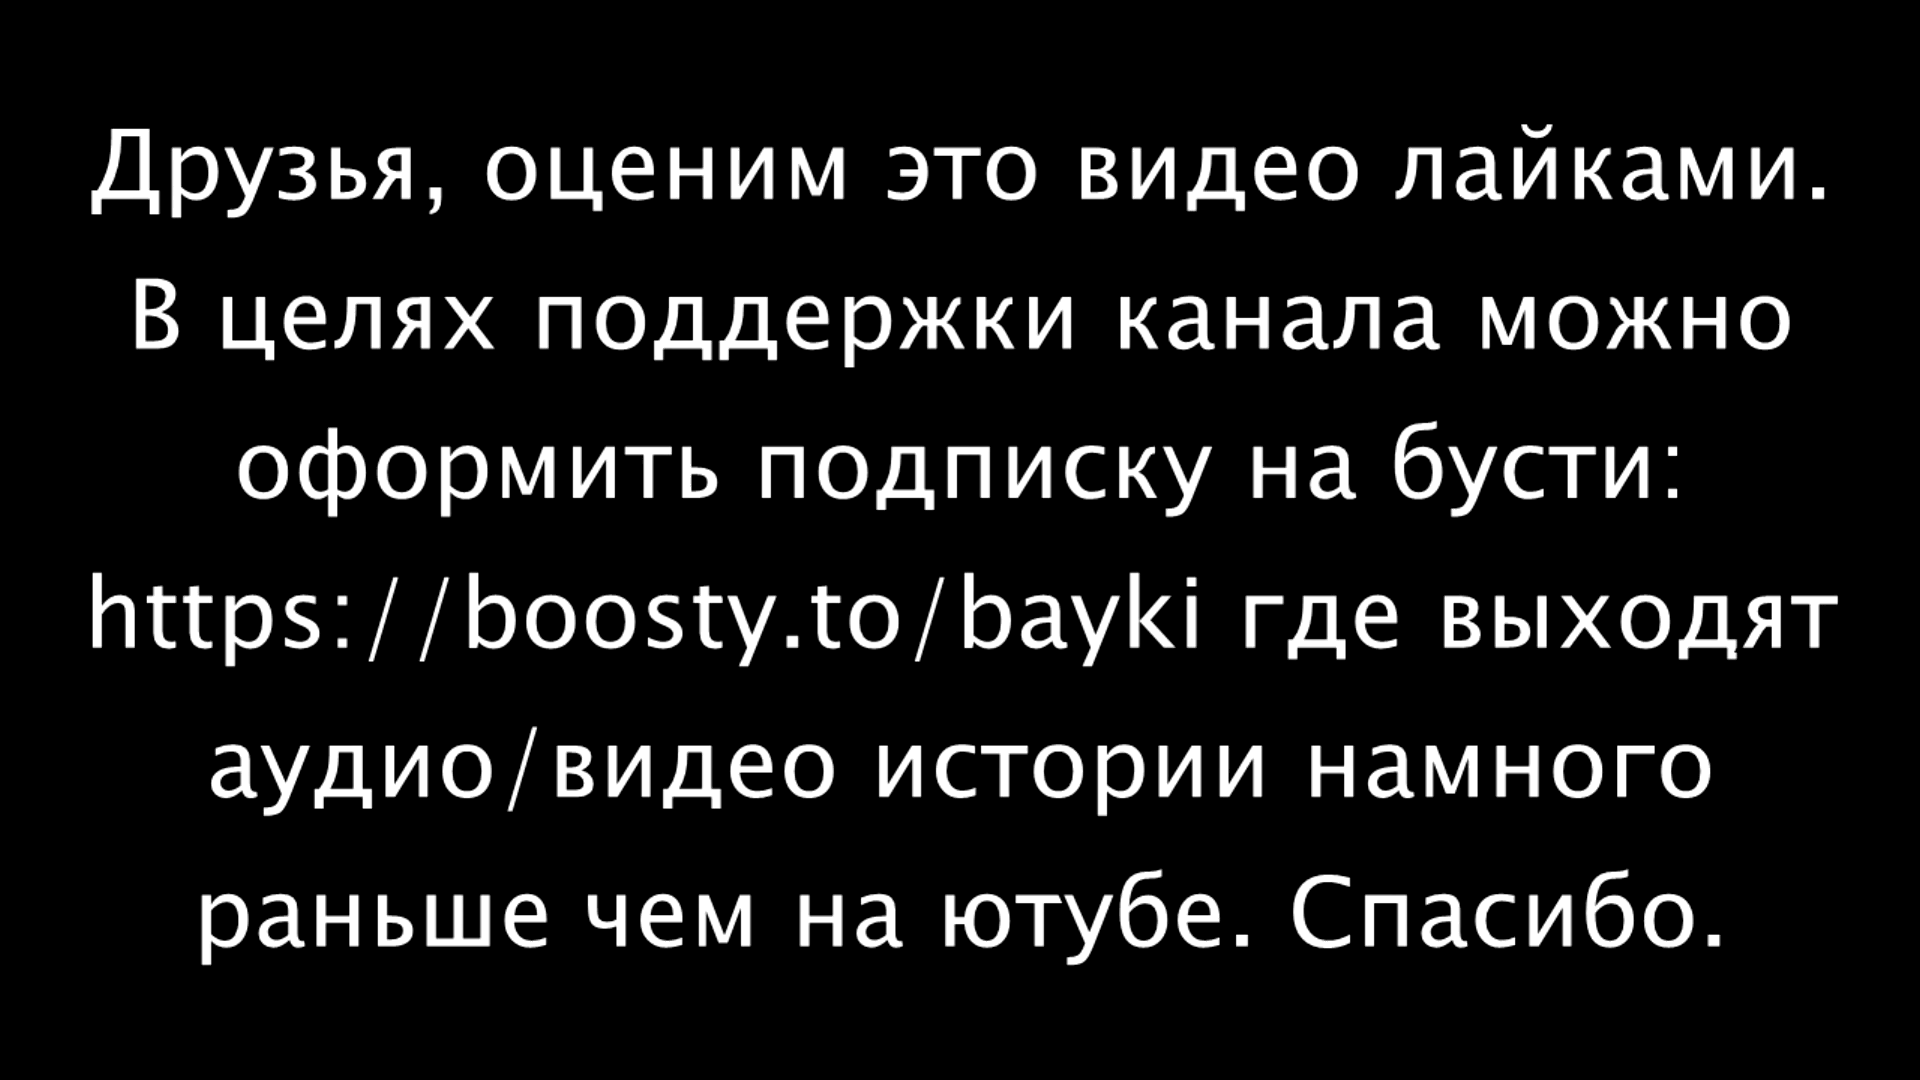 Друзья, оценим это видео лайками.
В целях поддержки канала можно
оформить подписку на бусти:
https://boosty.to/bayki где выходят
аудио/видео истории намного
раньше чем на ютубе. Спасибо.